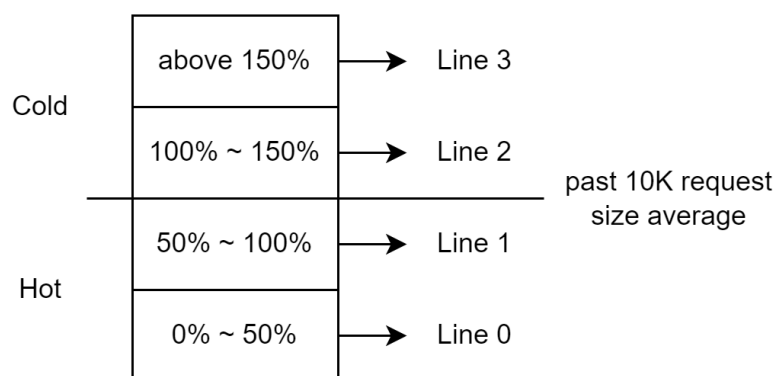 above 150%
Line 3
Cold
100% ~ 150%
Line 2
past 10K request
size average
50% ~ 100%
Line 1
Hot
0% ~ 50%
Line 0